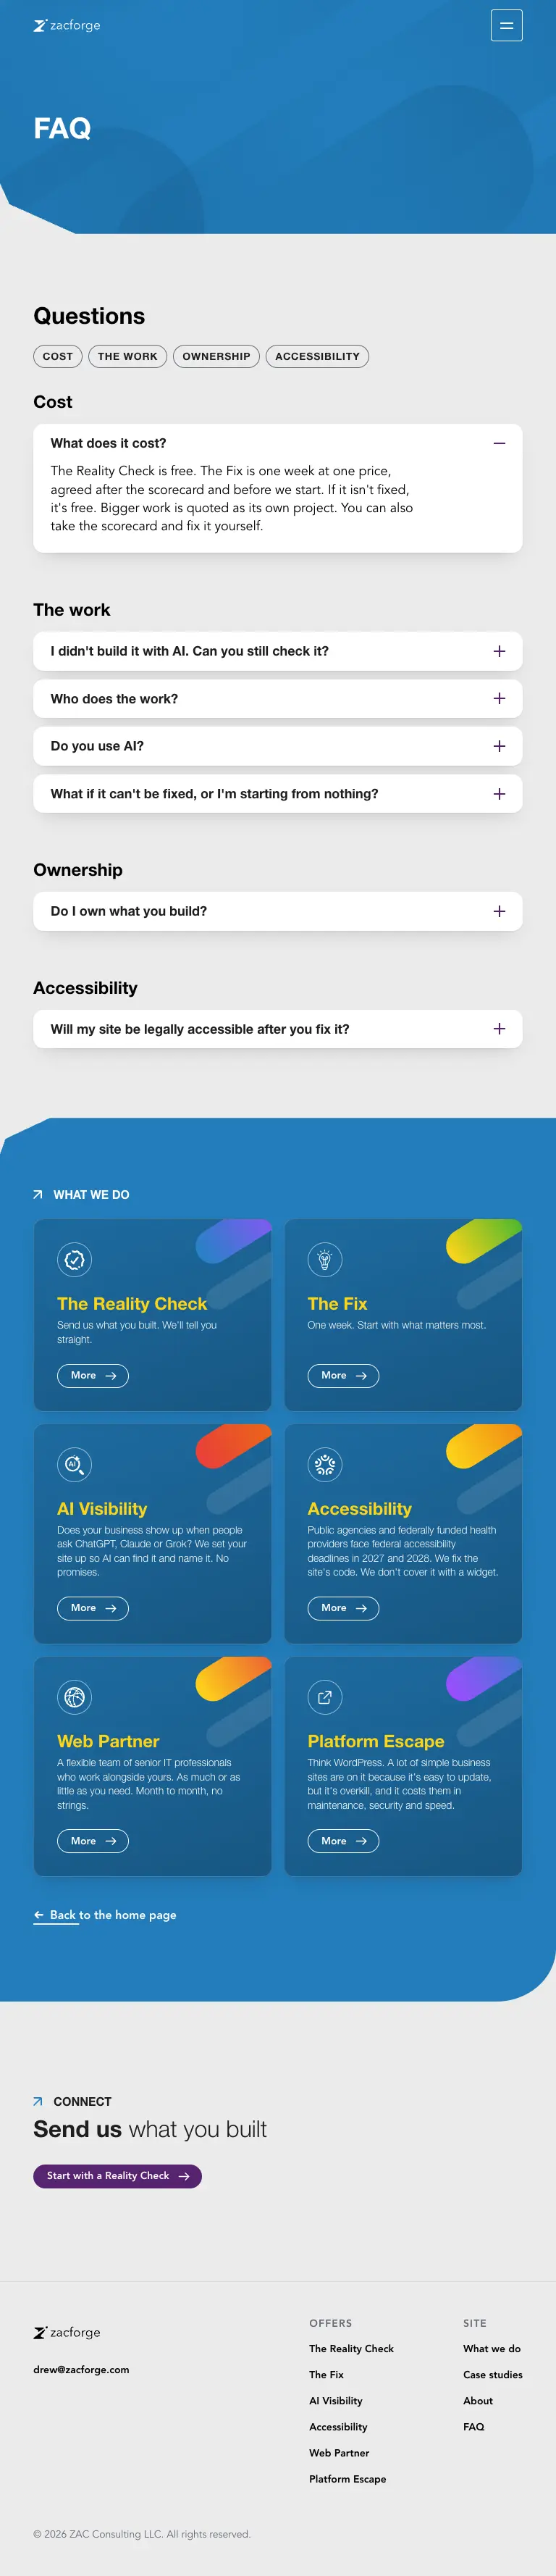 zacforge
FAQ
Questions
COST
THE WORK
OWNERSHIP
ACCESSIBILITY
Cost
What does it cost?
The Reality Check is free. The Fix is one week at one price,
agreed after the scorecard and before we start. If it isn't fixed,
it's free. Bigger work is quoted as its own project. You can also
take the scorecard and fix it yourself.
The work
I didn't build it with AI. Can you still check it?
Who does the work?
Do you use AI?
What if it can't be fixed, or I'm starting from nothing?
Ownership
Do I own what you build?
Accessibility
Will my site be legally accessible after you fix it?
WHAT WE DO
The Reality Check
Send us what you built. We'll tell you
straight.
More
The Fix
One week. Start with what matters most.
More
AI
AI Visibility
Does your business show up when people
ask ChatGPT, Claude or Grok? We set your
site up so AI can find it and name it. No
promises.
More
Accessibility
Public agencies and federally funded health
providers face federal accessibility
deadlines in 2027 and 2028. We fix the
site's code. We don't cover it with a widget.
More
Web Partner
A flexible team of senior IT professionals
who work alongside yours. As much or as
little as you need. Month to month, no
strings.
More
Platform Escape
Think WordPress. A lot of simple business
sites are on it because it's easy to update,
but it's overkill, and it costs them in
maintenance, security and speed.
More
Back to the home page
CONNECT
Send us what you built
Start with a Reality Check
zacforge
drew@zacforge.com
OFFERS
The Reality Check
The Fix
AI Visibility
Accessibility
Web Partner
Platform Escape
SITE
What we do
Case studies
About
FAQ
© 2026 ZAC Consulting LLC. All rights reserved.